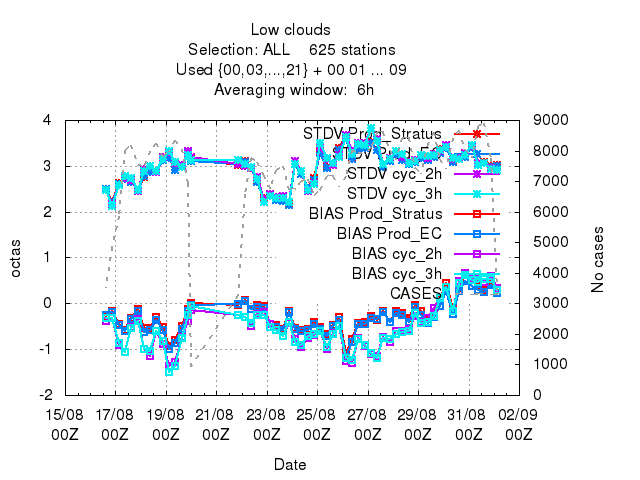 Low clouds
Selection: ALL 625 stations
Used {00,03,...,21} + 00 01 ... 09
Averaging window: 6h
4
3
2
1
0
-1
-2
octas
9000
8000
7000
6000
5000
4000
3000
2000
1000
0
No cases
STDV Prod_Stratus
STDV Prod_EC
STDV cyc_2h
STDV cyc_3h
BIAS Prod_Stratus
BIAS Prod_EC
BIAS cyc_2h
BIAS cyc_3h
CASES
15/08 17/08 19/08 21/08 23/08 25/08 27/08 29/08 31/08 02/09
00Z 00Z 00Z 00Z 00Z 00Z 00Z 00Z 00Z 00Z
Date